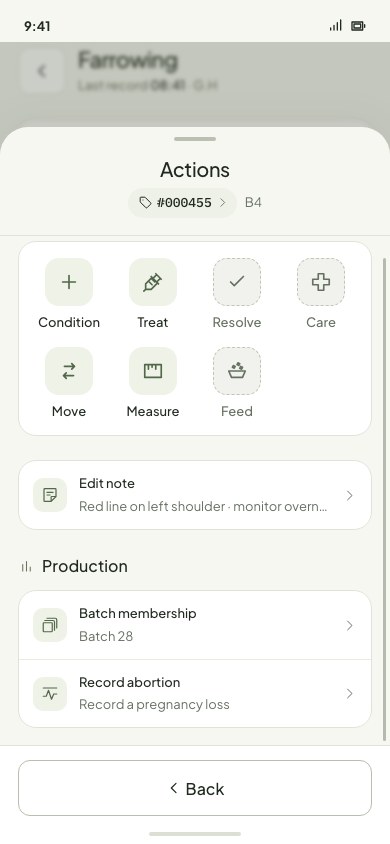 9:41
Farrowing
Last record 08:41 · G.H
Actions
#000455
B4
Condition
Treat
Resolve
Care
Move
Measure
Feed
Edit note
Red line on left shoulder · monitor overn...
Production
Batch membership
Batch 28
Record abortion
Record a pregnancy loss
Back